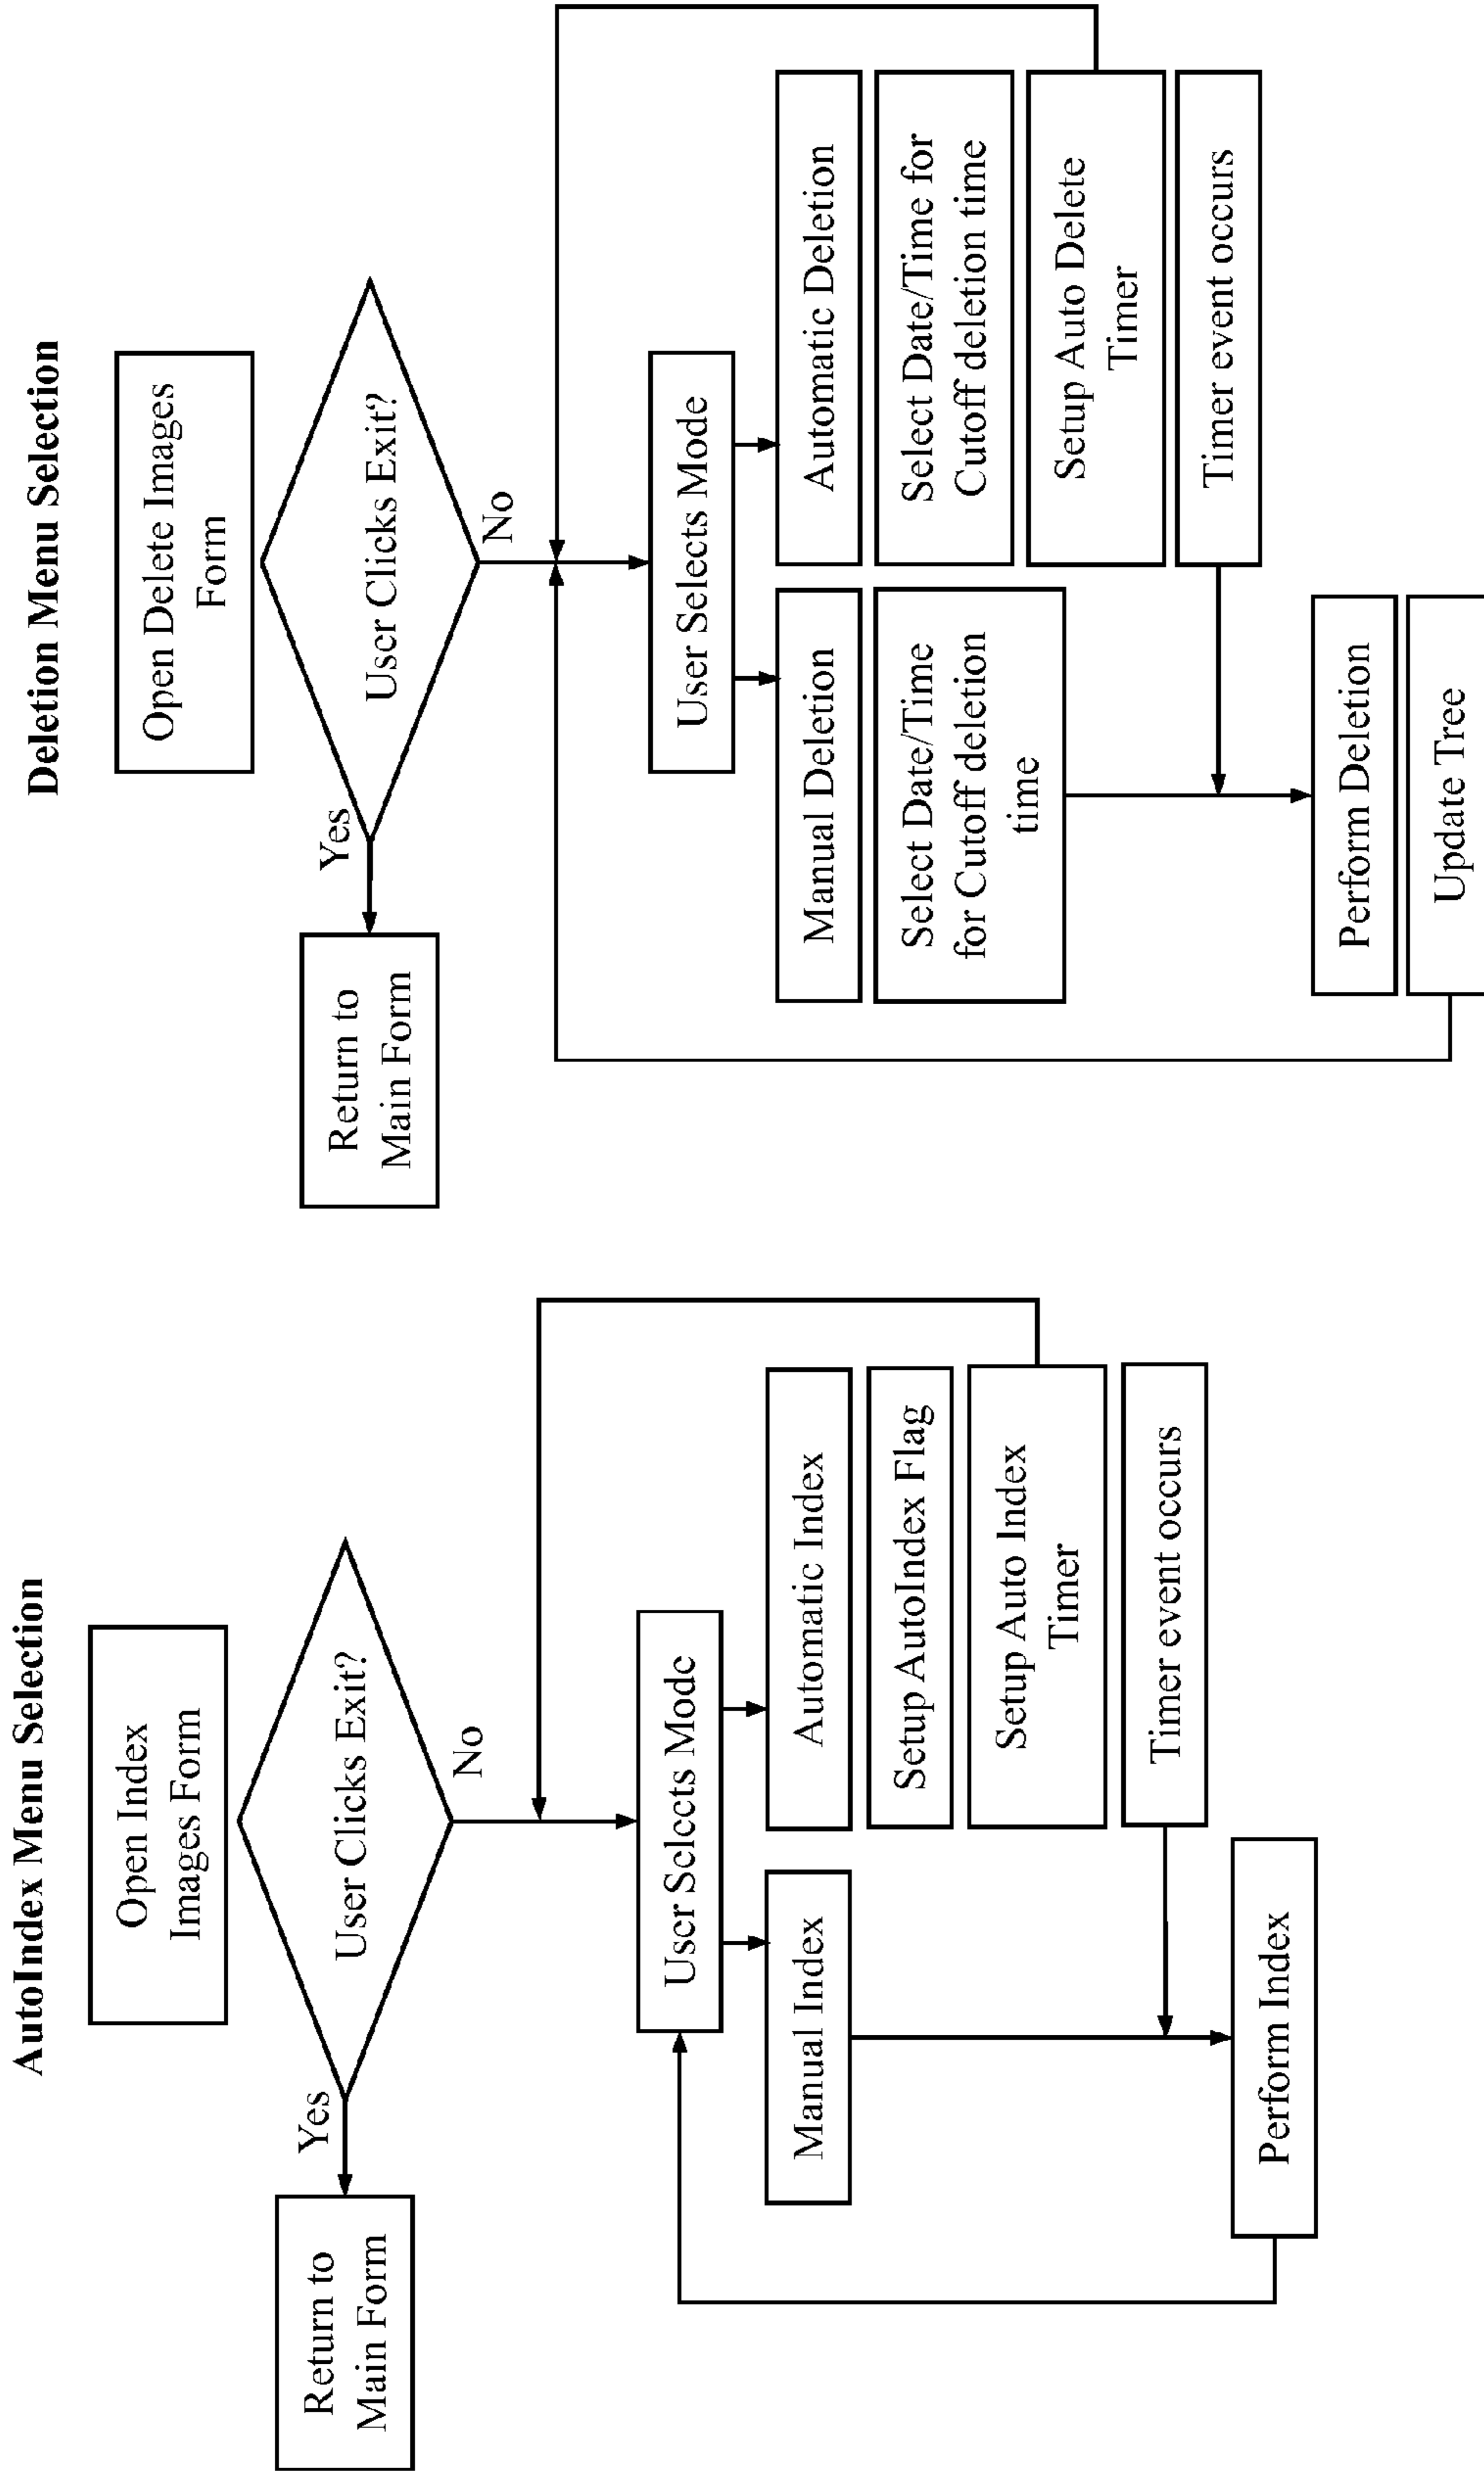 AutoIndex Menu Selection
Open Index
Images Form
User Clicks Exit?
Yes
No
Return to
Main Form
User Selects Mode
Manual Index
Automatic Index
Setup AutoIndex Flag
Setup Auto Index
Timer
Timer event occurs
Perform Index
Deletion Menu Selection
Open Delete Images
Form
User Clicks Exit?
Yes
No
Return to
Main Form
User Selects Mode
Manual Deletion
Select Date/Time
for Cutoff deletion
time
Automatic Deletion
Select Date/Time for
Cutoff deletion time
Setup Auto Delete
Timer
Timer event occurs
Perform Deletion
Update Tree